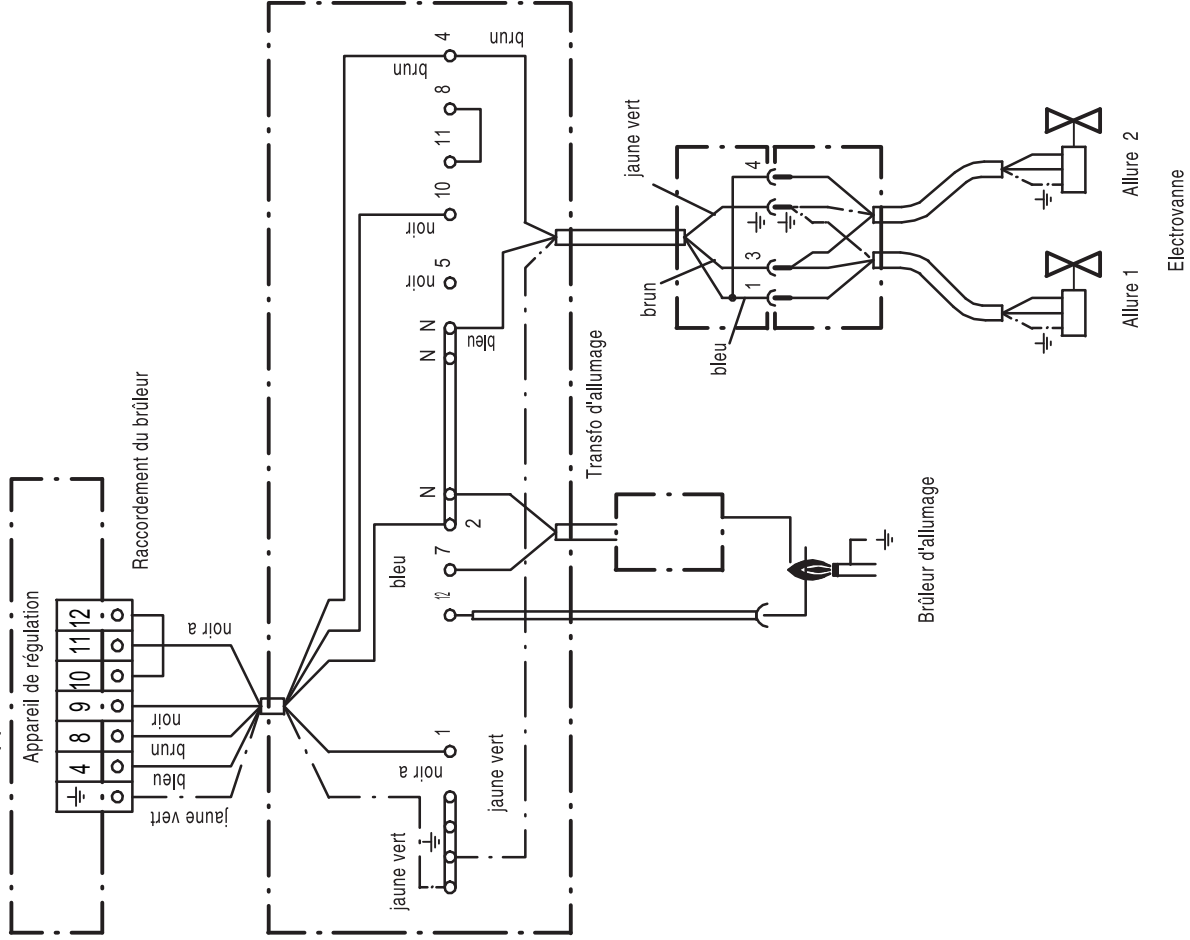 Appareil de régulation
4 8 9 10 11 12
Raccordement du brûleur
jaune vert
bleu
brun
noir
noir a
brun
4
brun
8
11
10
noir
5
noir
N
N
bleu
N
2
bleu
7
12
1
noir a
jaune vert
jaune vert
Transfo d'allumage
Brûleur d'allumage
jaune vert
brun
bleu
1 3 4
Allure 1
Allure 2
Electrovanne